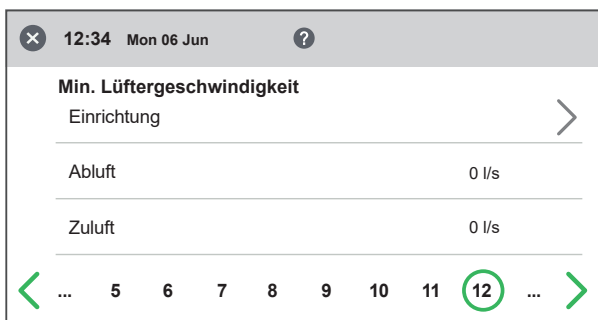 12:34 Mon 06 Jun ?
Min. Lüftergeschwindigkeit
Einrichtung
Abluft 0 l/s
Zuluft 0 l/s
... 5 6 7 8 9 10 11 12 ...